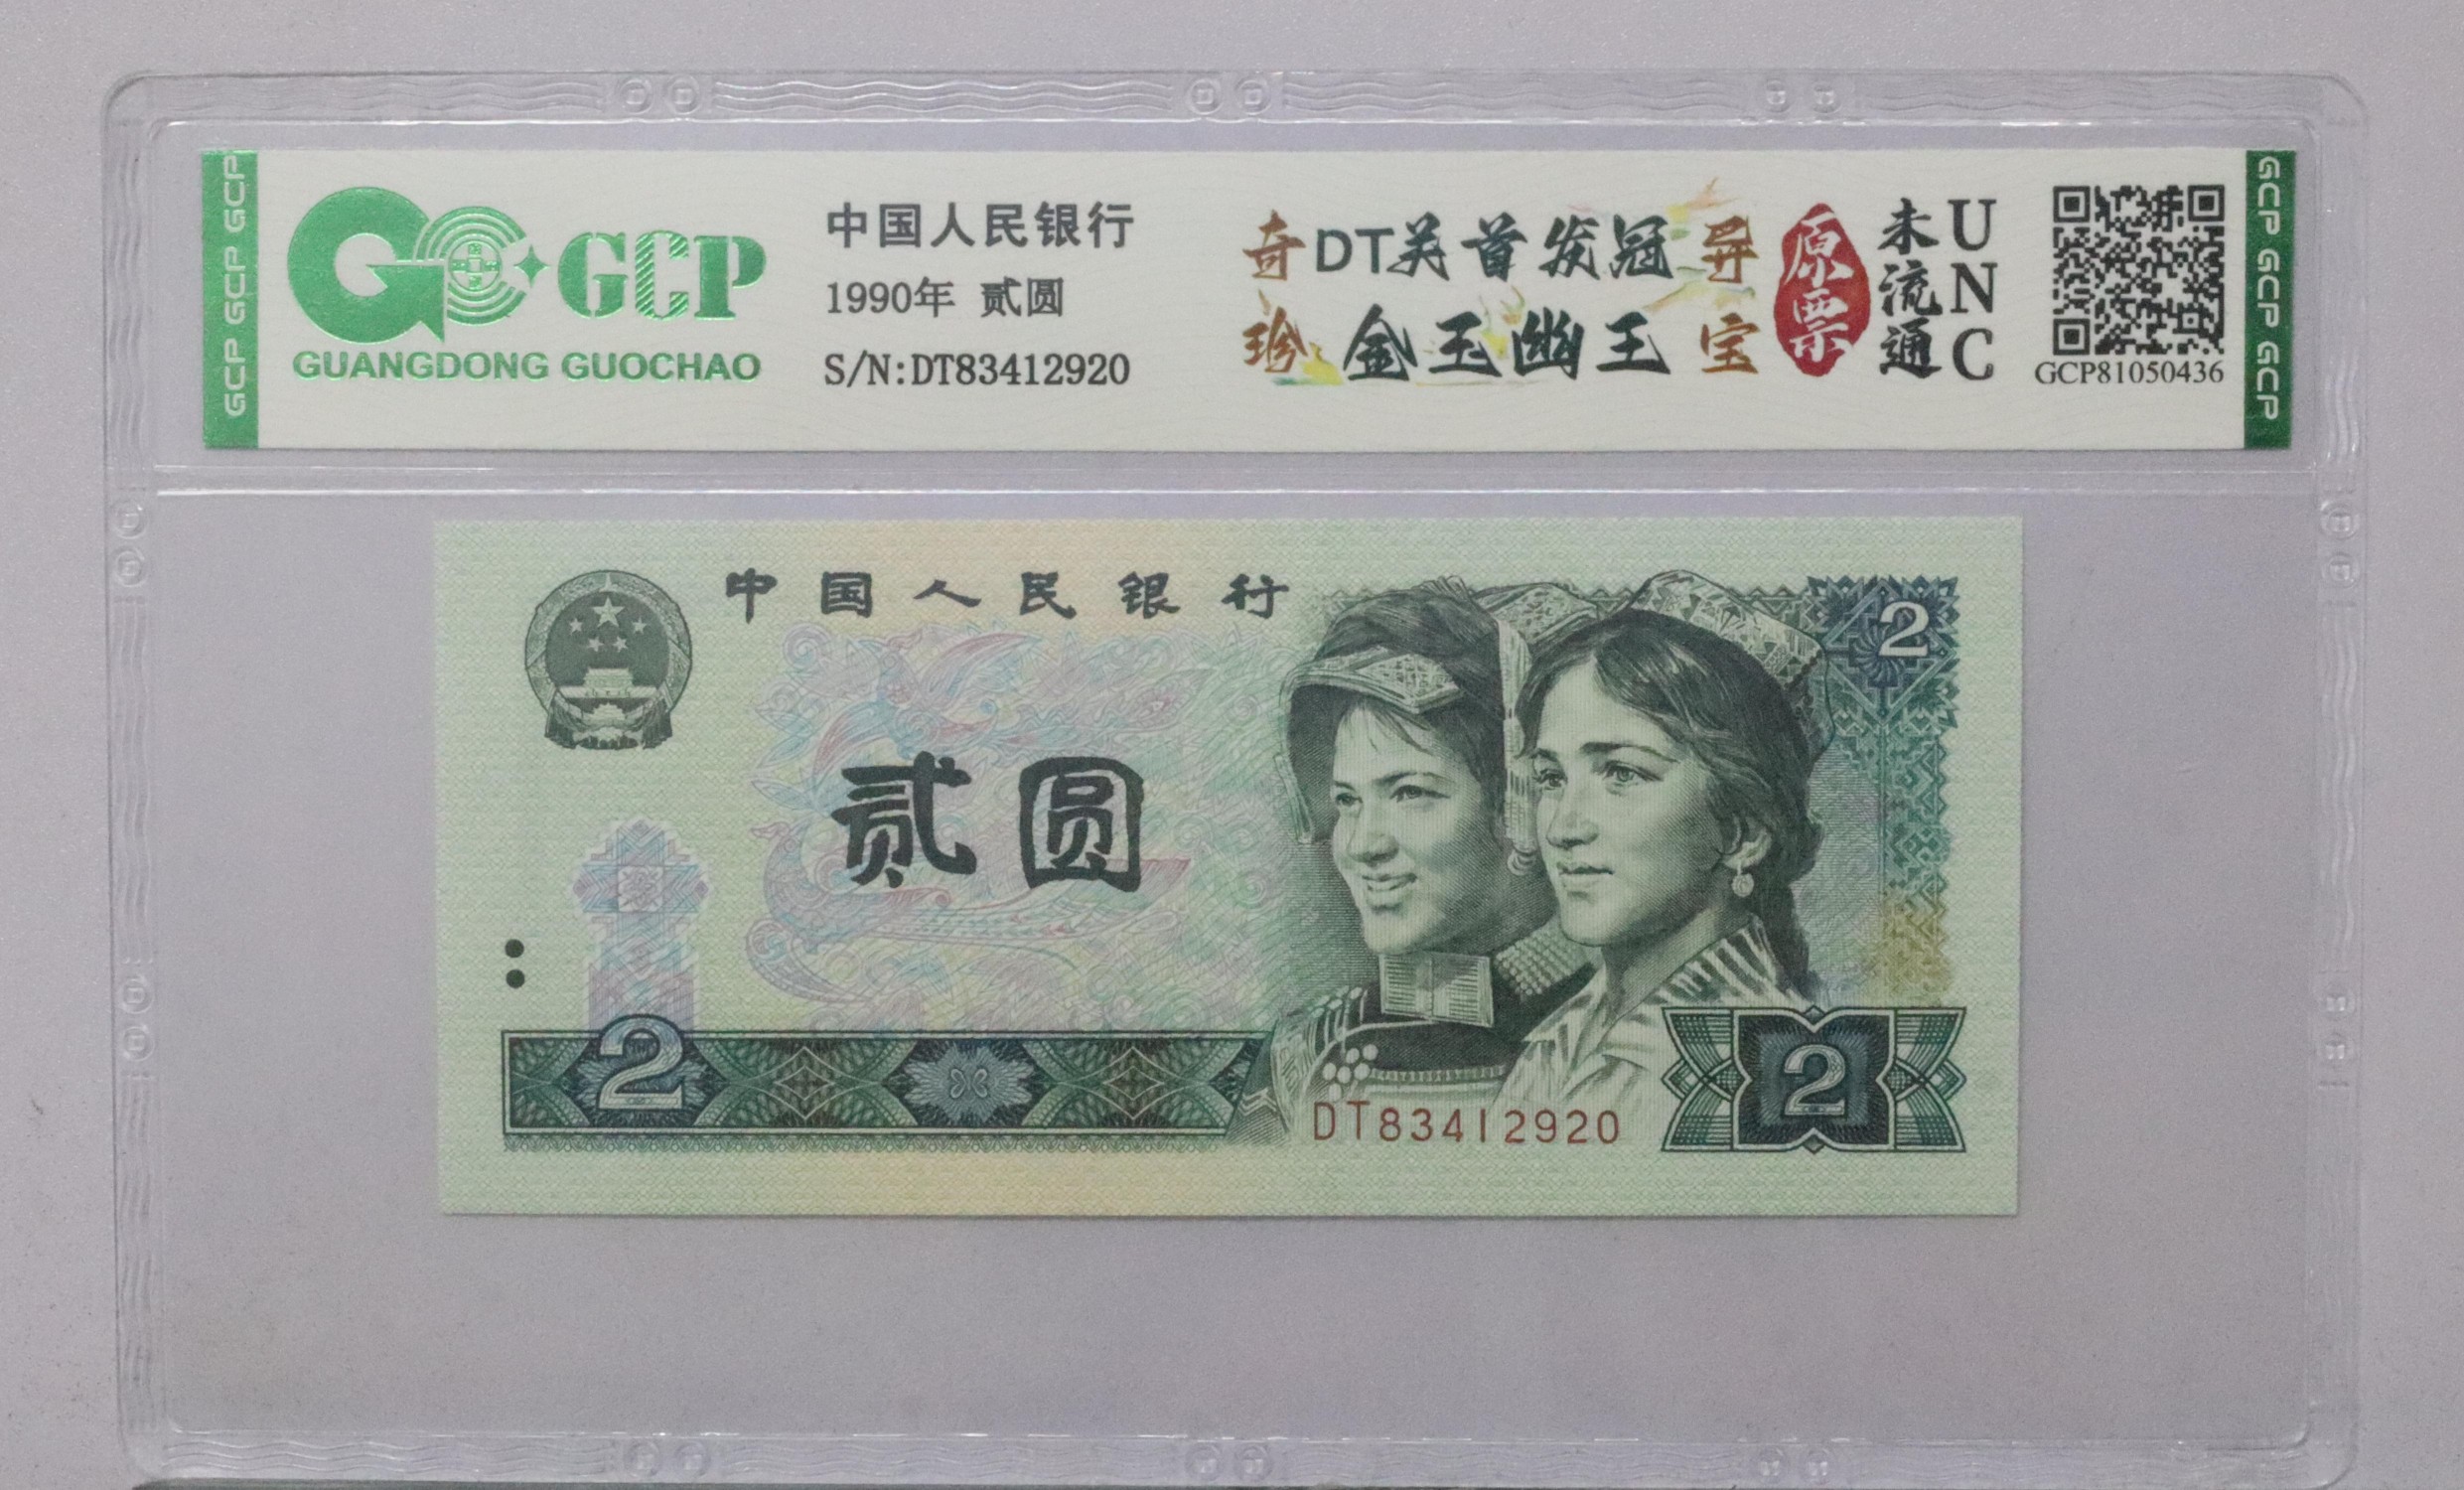 GCP GCP GCP
GCP
GUANGDONG GUOCHAO
中国人民银行
1990年 贰圆
S/N:DT83412920
奇DT关首发冠异
珍金玉幽王宝
原票
未流通
UNC
GCP81050436
GCP GCP GCP
中国人民银行
2
贰圆
2
DT83412920
2